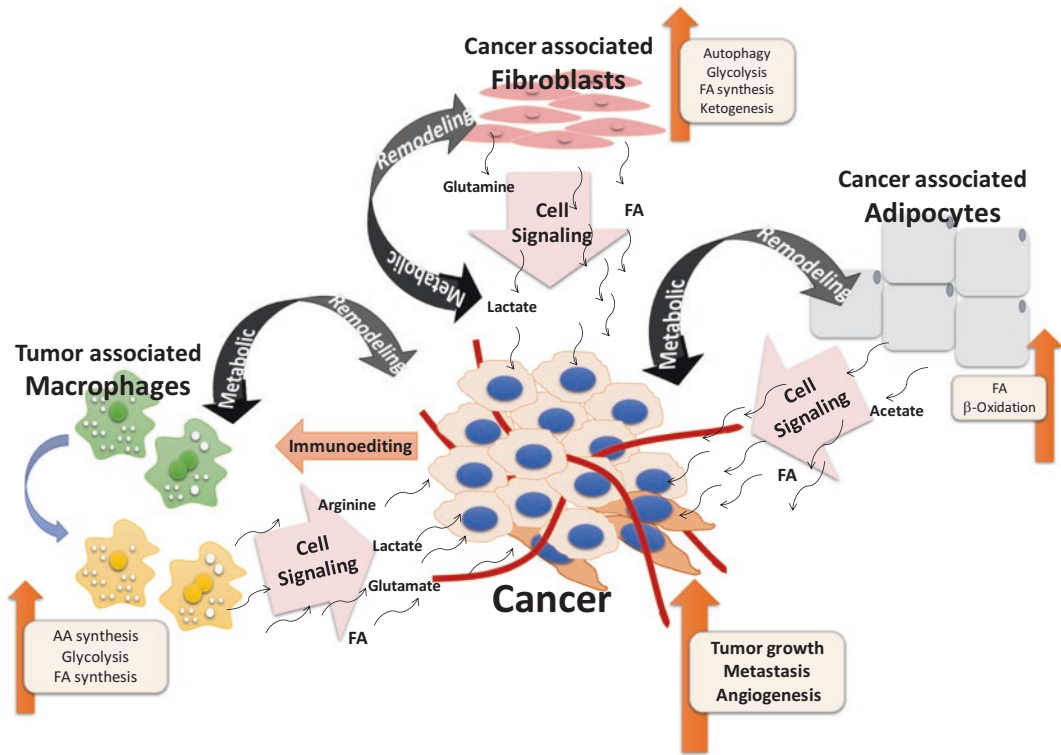 Cancer associated
Fibroblasts
Autophagy
Glycolysis
FA synthesis
Ketogenesis
Remodeling
Metabolic
Glutamine
Cell
Signaling
FA
Lactate
Cancer associated
Adipocytes
Remodeling
Metabolic
FA
β-Oxidation
Cell
Signaling
Acetate
FA
Tumor associated
Macrophages
Metabolic
Remodeling
Immunoediting
Arginine
Cell
Signaling
Lactate
Glutamate
FA
AA synthesis
Glycolysis
FA synthesis
Cancer
Tumor growth
Metastasis
Angiogenesis